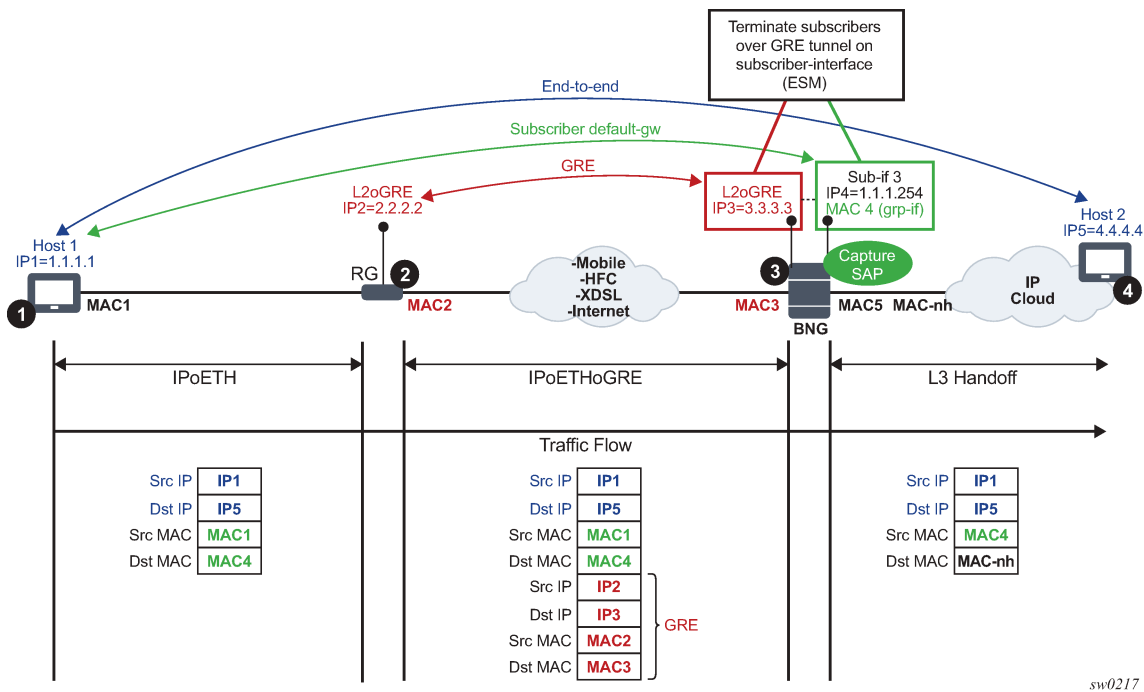 Terminate subscribers
over GRE tunnel on
subscriber-interface
(ESM)
End-to-end
Subscriber default-gw
GRE
L2oGRE
IP2=2.2.2.2
L2oGRE
IP3=3.3.3.3
Sub-if 3
IP4=1.1.1.254
MAC 4 (grp-if)
Host 1
IP1=1.1.1.1
Host 2
IP5=4.4.4.4
1
MAC1
RG
2
MAC2
-Mobile
-HFC
-XDSL
-Internet
MAC3
3
BNG
Capture
SAP
MAC5
MAC-nh
IP
Cloud
4
IPoETH
IPoETHoGRE
L3 Handoff
Traffic Flow
Src IP IP1
Dst IP IP5
Src MAC MAC1
Dst MAC MAC4
Src IP IP1
Dst IP IP5
Src MAC MAC1
Dst MAC MAC4
Src IP IP2
Dst IP IP3
Src MAC MAC2
Dst MAC MAC3
GRE
Src IP IP1
Dst IP IP5
Src MAC MAC4
Dst MAC MAC-nh
sw0217